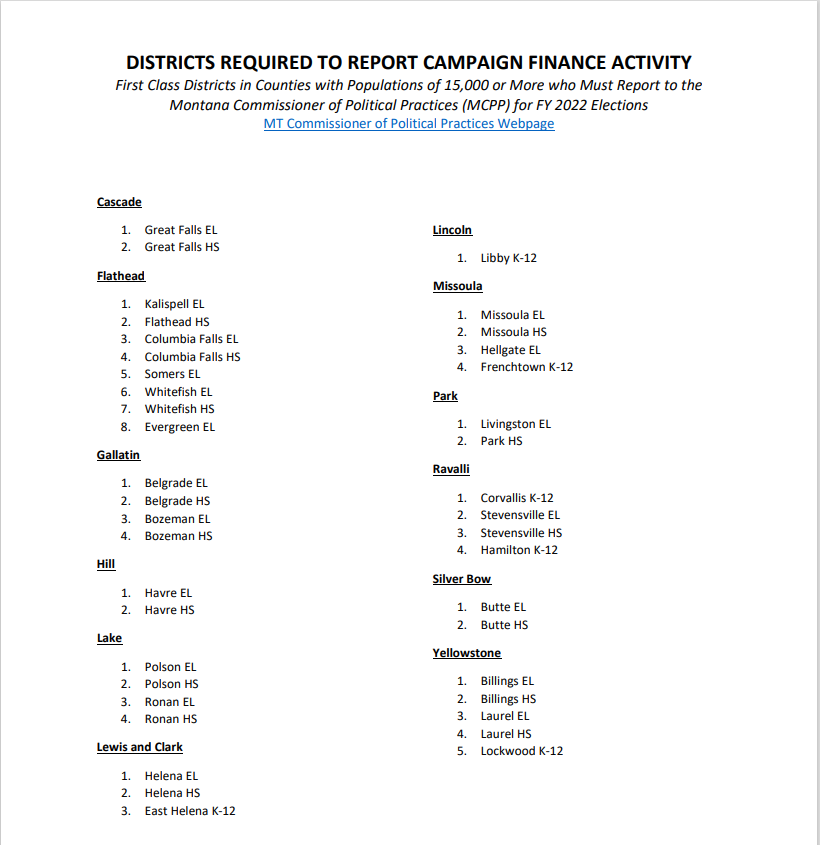 DISTRICTS REQUIRED TO REPORT CAMPAIGN FINANCE ACTIVITY
First Class Districts in Counties with Populations of 15,000 or More who Must Report to the
Montana Commissioner of Political Practices (MCPP) for FY 2022 Elections
MT Commissioner of Political Practices Webpage
Cascade
1. Great Falls EL
2. Great Falls HS
Flathead
1. Kalispell EL
2. Flathead HS
3. Columbia Falls EL
4. Columbia Falls HS
5. Somers EL
6. Whitefish EL
7. Whitefish HS
8. Evergreen EL
Gallatin
1. Belgrade EL
2. Belgrade HS
3. Bozeman EL
4. Bozeman HS
Hill
1. Havre EL
2. Havre HS
Lake
1. Polson EL
2. Polson HS
3. Ronan EL
4. Ronan HS
Lewis and Clark
1. Helena EL
2. Helena HS
3. East Helena K-12
Lincoln
1. Libby K-12
Missoula
1. Missoula EL
2. Missoula HS
3. Hellgate EL
4. Frenchtown K-12
Park
1. Livingston EL
2. Park HS
Ravalli
1. Corvallis K-12
2. Stevensville EL
3. Stevensville HS
4. Hamilton K-12
Silver Bow
1. Butte EL
2. Butte HS
Yellowstone
1. Billings EL
2. Billings HS
3. Laurel EL
4. Laurel HS
5. Lockwood K-12